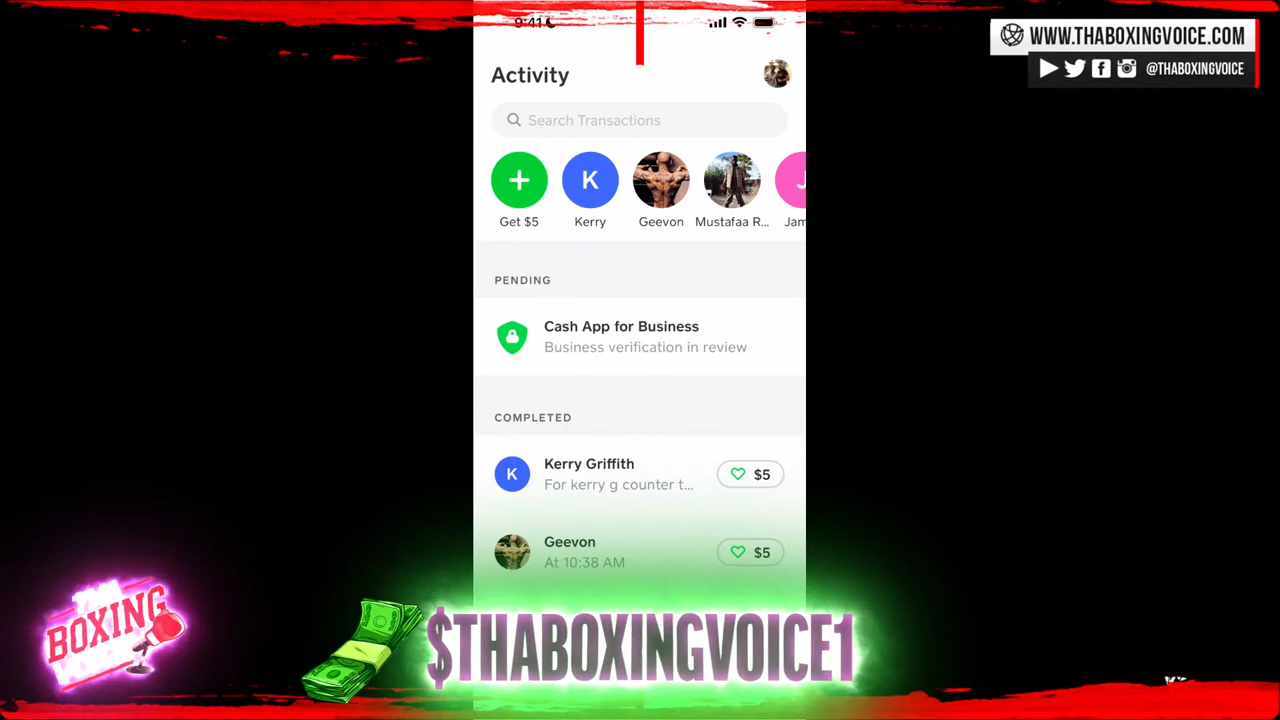 9:41
WWW.THABOXINGVOICE.COM
@THABOXINGVOICE
Activity
Search Transactions
Get $5
K
Kerry
Geevon
Mustafaa R...
J
Jam
PENDING
Cash App for Business
Business verification in review
COMPLETED
K
Kerry Griffith
For kerry g counter t...
$5
Geevon
At 10:38 AM
$5
THA
BOXING
$THABOXINGVOICE1